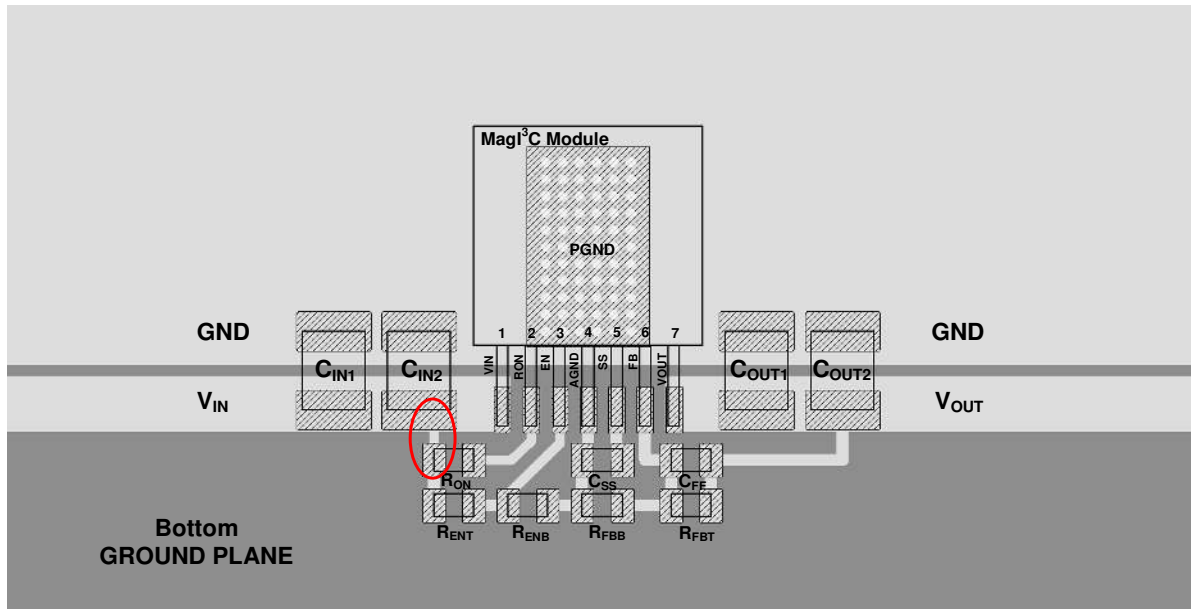 MagI³C Module
PGND
1 2 3 4 5 6 7
VIN
RON
EN
AGND
SS
FB
VOUT
GND
GND
CIN1
CIN2
COUT1
COUT2
VIN
VOUT
RON
CSS
CFF
RENT
RENB
RFBB
RFBT
Bottom
GROUND PLANE